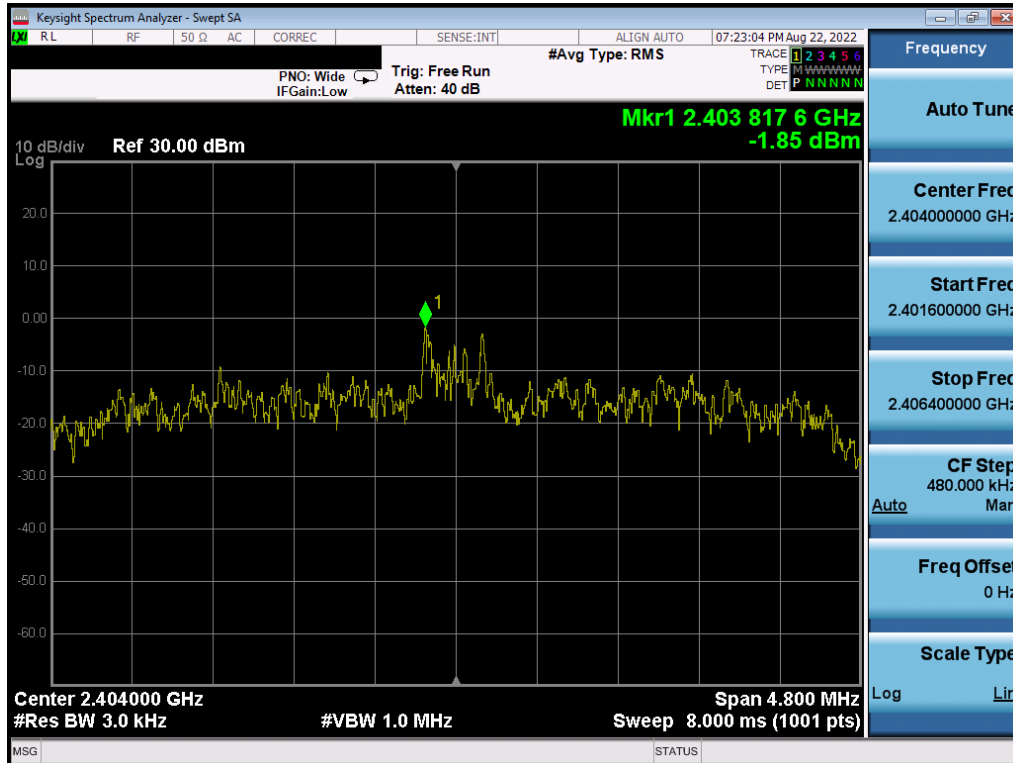 Keysight Spectrum Analyzer - Swept SA
LXI RL RF 50 Ω AC CORREC SENSE:INT ALIGN AUTO 07:23:04 PM Aug 22, 2022
#Avg Type: RMS
TRACE 1 2 3 4 5 6
PNO: Wide Trig: Free Run
TYPE M W W W W W
IFGain:Low Atten: 40 dB
DET P N N N N N
Mkr1 2.403 817 6 GHz
-1.85 dBm
10 dB/div Ref 30.00 dBm
Log
20.0
10.0
1
0.00
-10.0
-20.0
-30.0
-40.0
-50.0
-60.0
Center 2.404000 GHz Span 4.800 MHz
#Res BW 3.0 kHz #VBW 1.0 MHz Sweep 8.000 ms (1001 pts)
MSG STATUS
Frequency
Auto Tune
Center Freq
2.404000000 GHz
Start Freq
2.401600000 GHz
Stop Freq
2.406400000 GHz
CF Step
480.000 kHz
Auto Man
Freq Offset
0 Hz
Scale Type
Log Lin